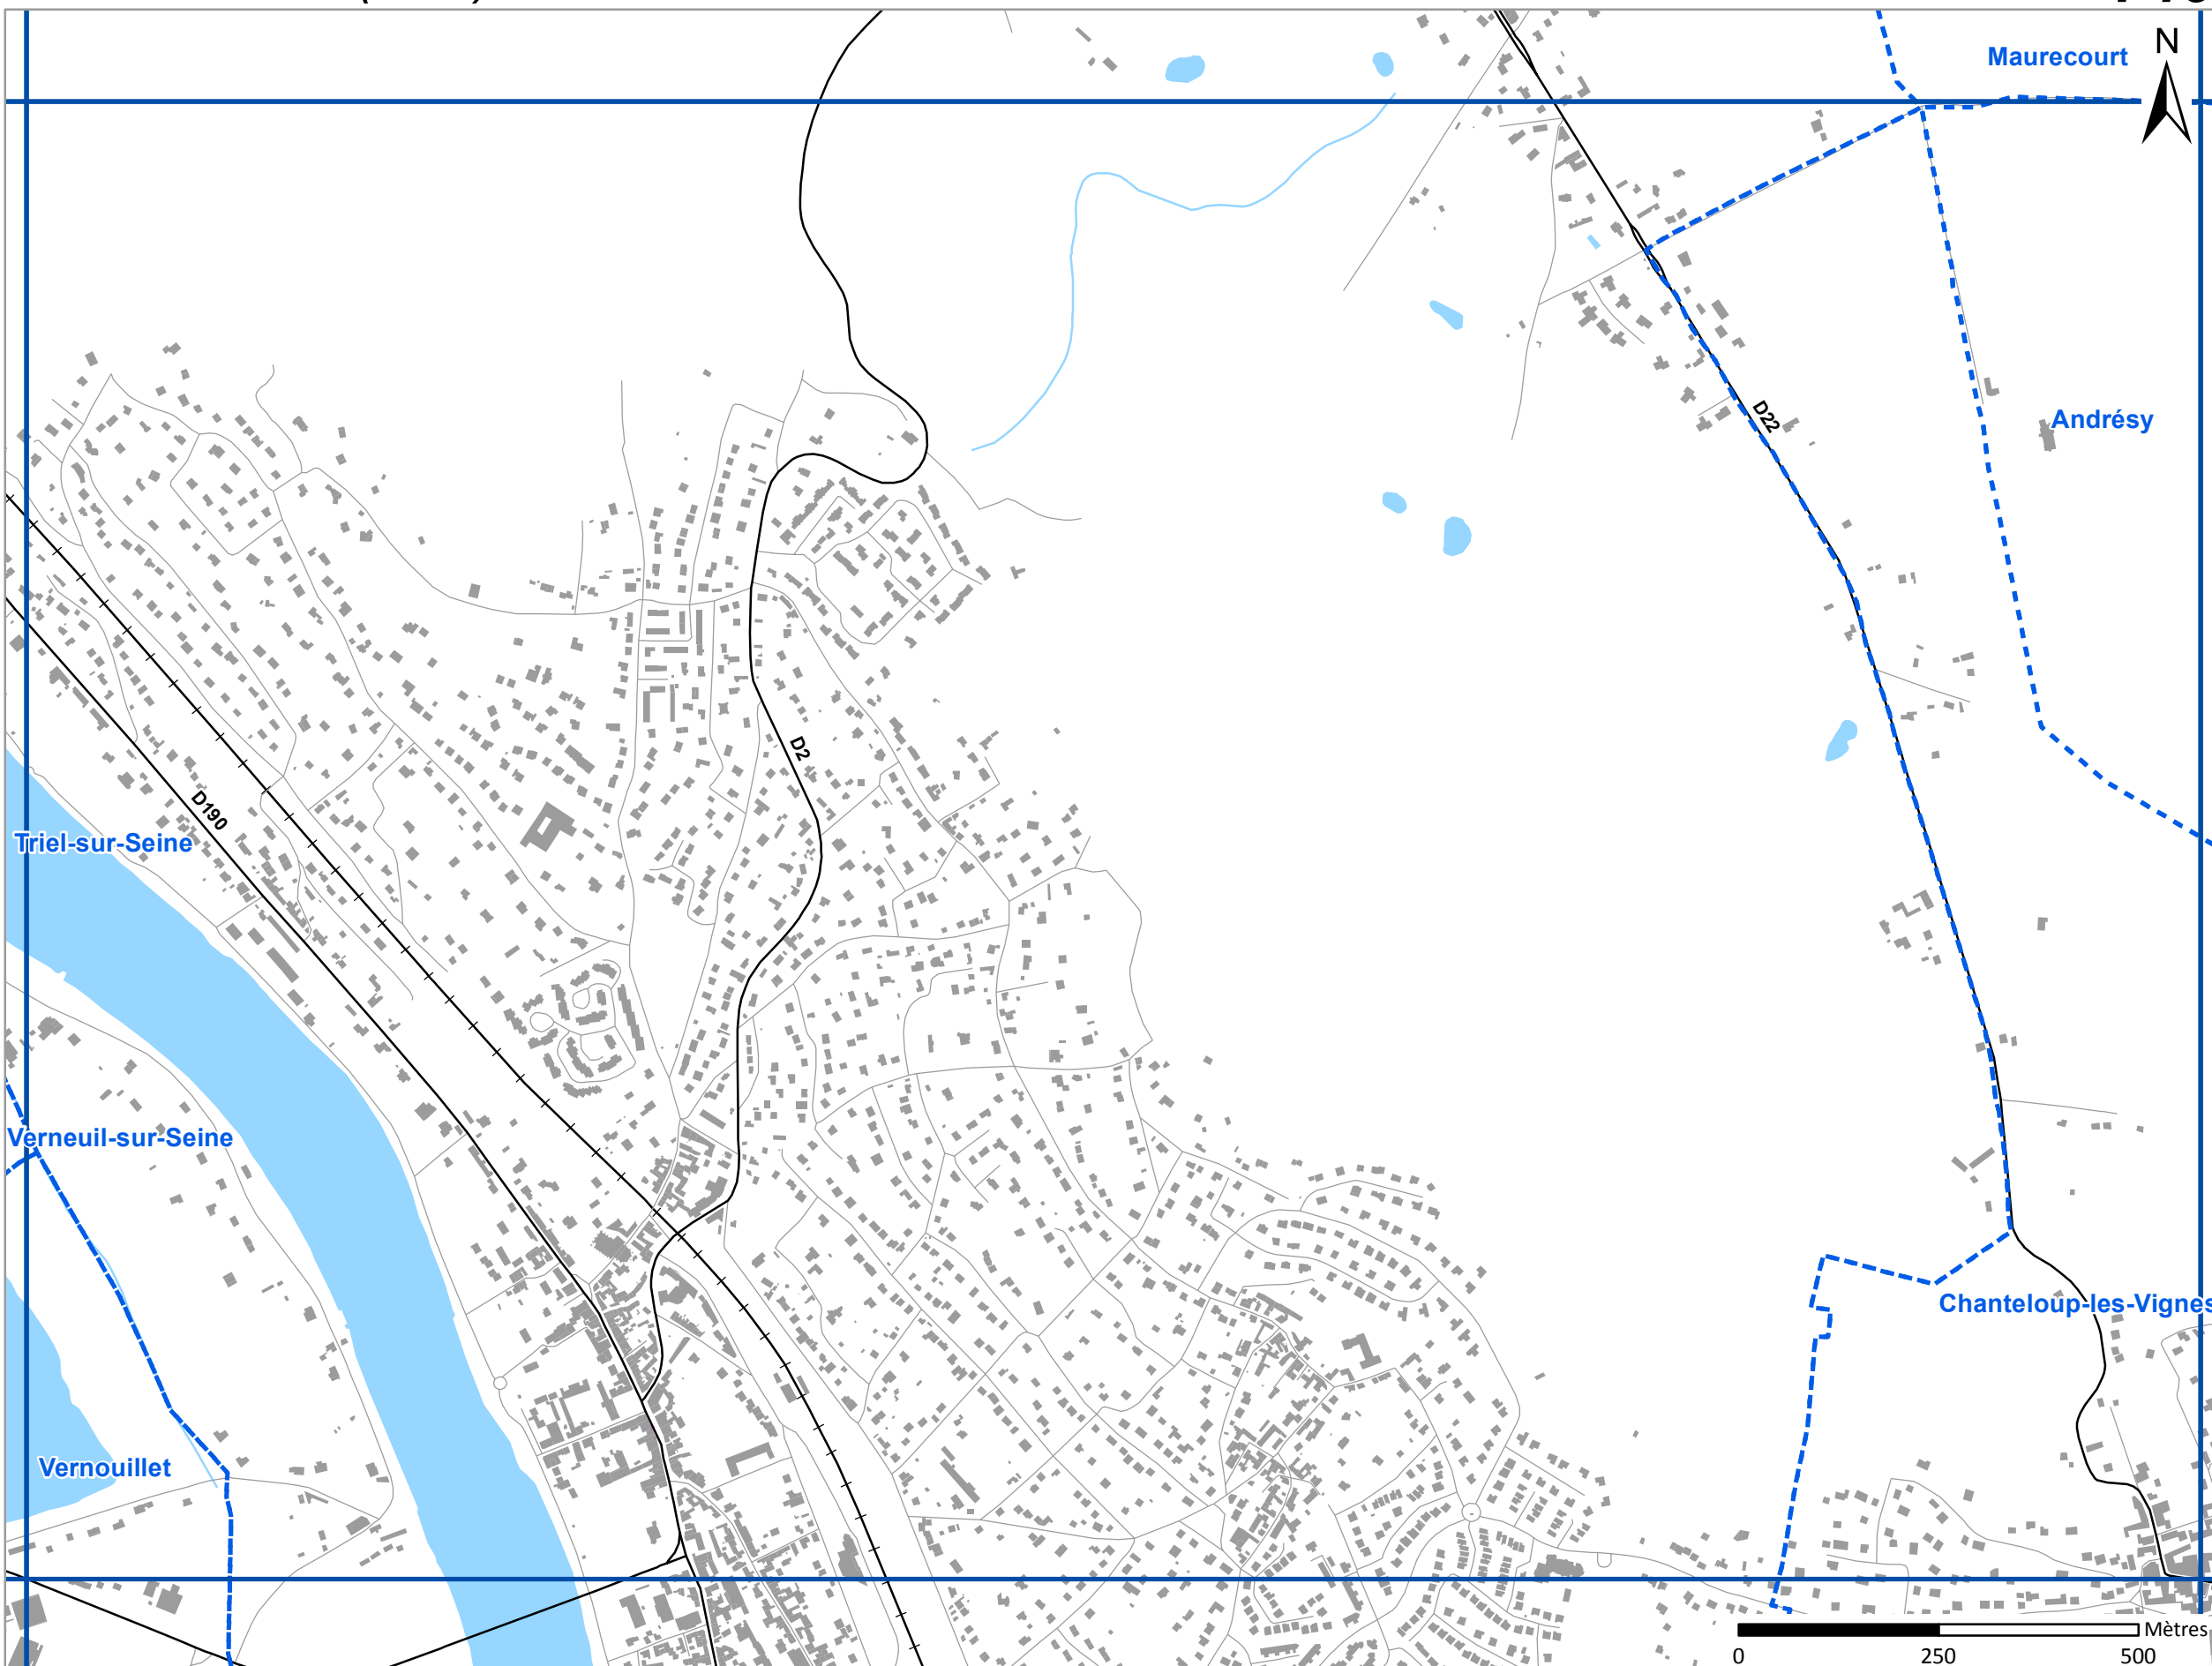 Maurecourt
N
Andrésy
D22
D2
D190
Triel-sur-Seine
Verneuil-sur-Seine
Chanteloup-les-Vignes
Vernouillet
Mètres
0 250 500